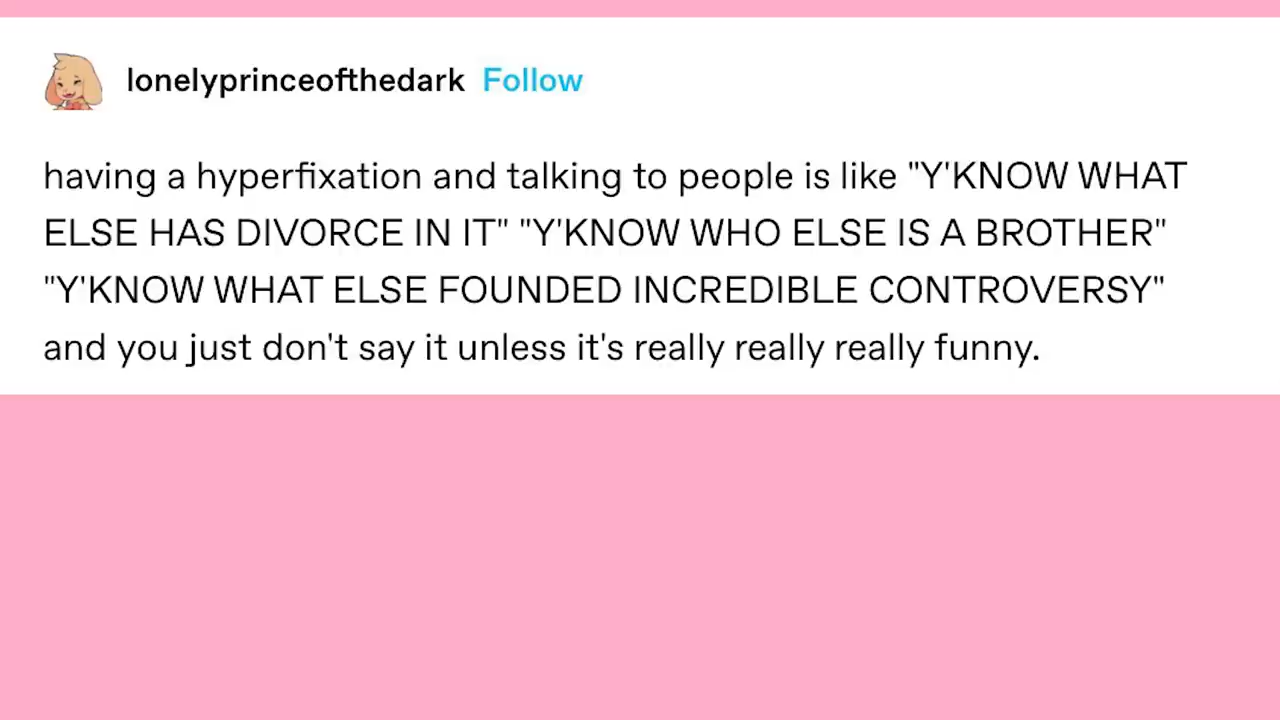 lonelyprinceofthedark Follow
having a hyperfixation and talking to people is like "Y'KNOW WHAT
ELSE HAS DIVORCE IN IT" "Y'KNOW WHO ELSE IS A BROTHER"
"Y'KNOW WHAT ELSE FOUNDED INCREDIBLE CONTROVERSY"
and you just don't say it unless it's really really really funny.